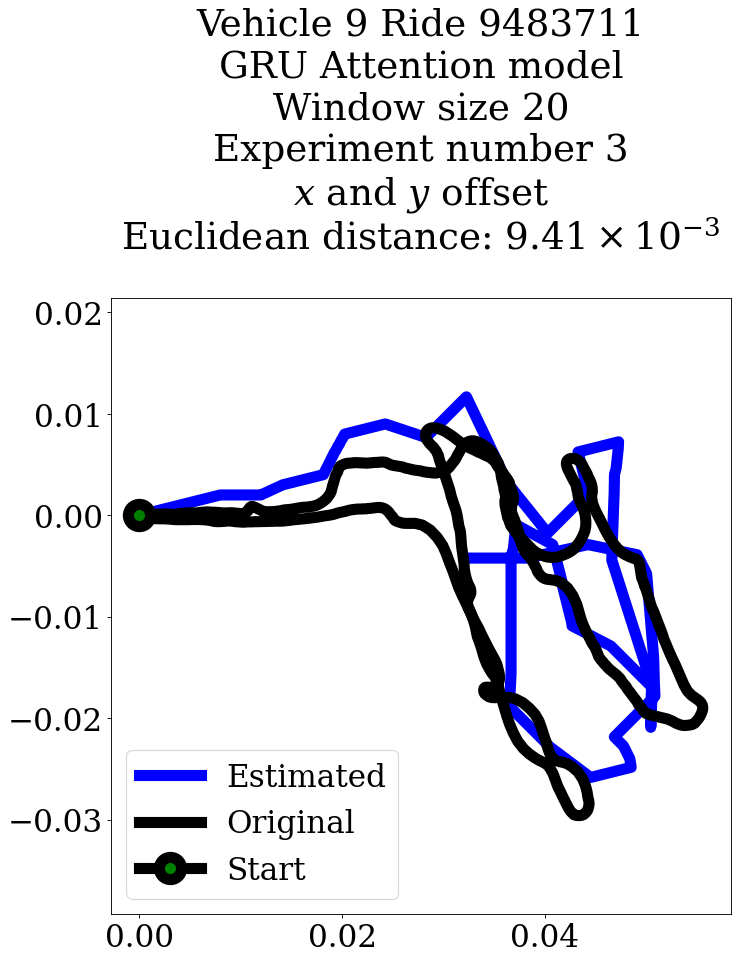 Vehicle 9 Ride 9483711
GRU Attention model
Window size 20
Experiment number 3
x and y offset
Euclidean distance: 9.41 × 10⁻³
0.02
0.01
0.00
−0.01
−0.02
−0.03
Estimated
Original
Start
0.00 0.02 0.04